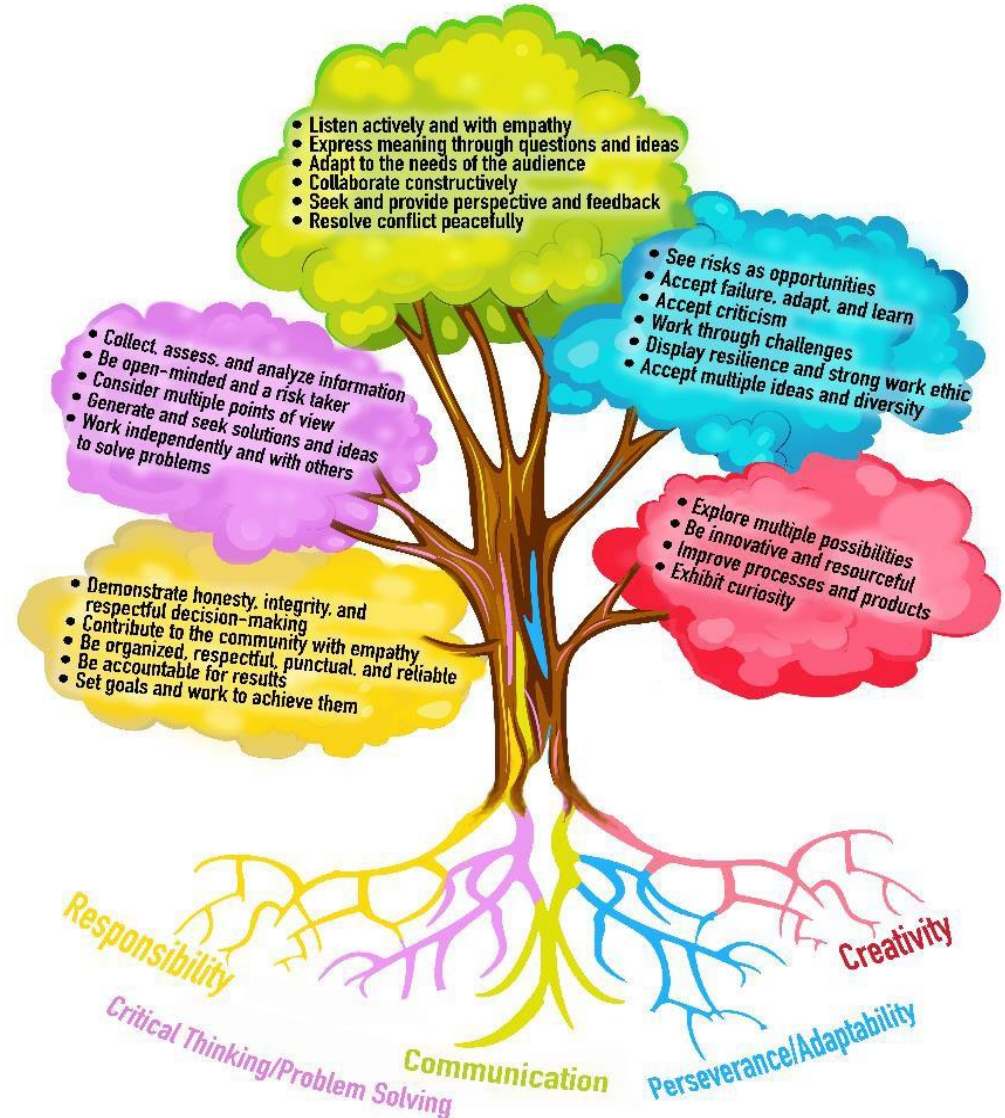 • Listen actively and with empathy
• Express meaning through questions and ideas
• Adapt to the needs of the audience
• Collaborate constructively
• Seek and provide perspective and feedback
• Resolve conflict peacefully
• See risks as opportunities
• Accept failure, adapt, and learn
• Accept criticism
• Work through challenges
• Display resilience and strong work ethic
• Accept multiple ideas and diversity
• Collect, assess, and analyze information
• Be open-minded and a risk taker
• Consider multiple points of view
• Generate and seek solutions and ideas
• Work independently and with others
to solve problems
• Explore multiple possibilities
• Be innovative and resourceful
• Improve processes and products
• Exhibit curiosity
• Demonstrate honesty, integrity, and
respectful decision-making
• Contribute to the community with empathy
• Be organized, respectful, punctual, and reliable
• Be accountable for results
• Set goals and work to achieve them
Responsibility
Critical Thinking/Problem Solving
Communication
Perseverance/Adaptability
Creativity